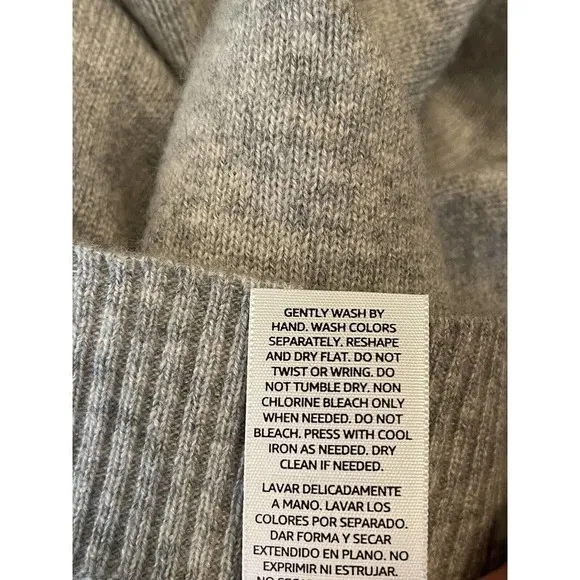 GENTLY WASH BY
HAND. WASH COLORS
SEPARATELY. RESHAPE
AND DRY FLAT. DO NOT
TWIST OR WRING. DO
NOT TUMBLE DRY. NON
CHLORINE BLEACH ONLY
WHEN NEEDED. DO NOT
BLEACH. PRESS WITH COOL
IRON AS NEEDED. DRY
CLEAN IF NEEDED.
LAVAR DELICADAMENTE
A MANO. LAVAR LOS
COLORES POR SEPARADO.
DAR FORMA Y SECAR
EXTENDIDO EN PLANO. NO
EXPRIMIR NI ESTRUJAR.